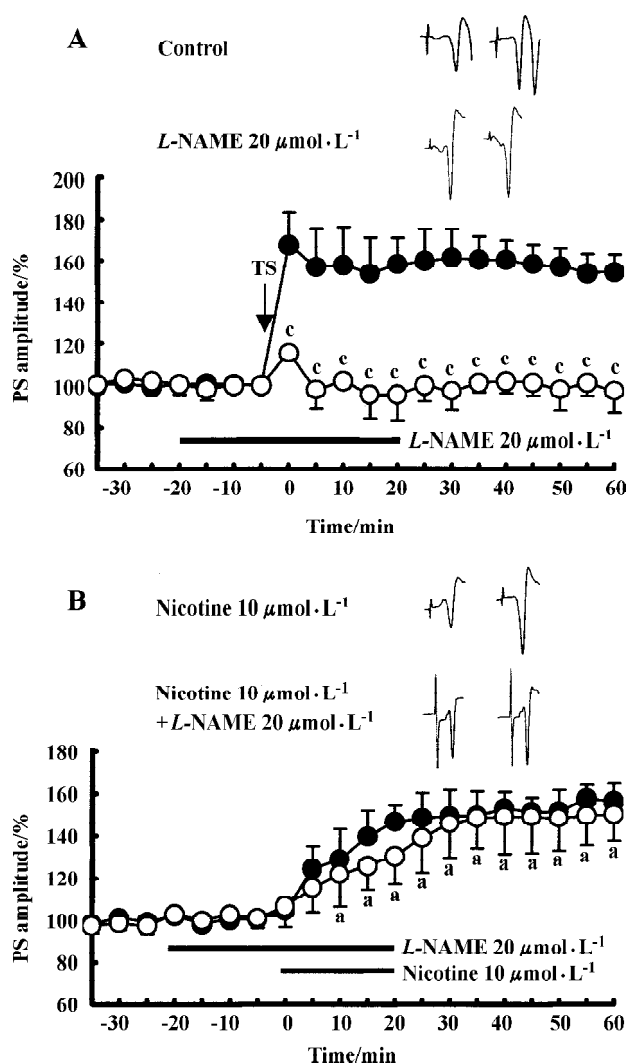 A
Control
L-NAME 20 μmol·L⁻¹
200
180
160
140
120
100
80
60
PS amplitude/%
TS
c
c c c c c c c c c c c c
L-NAME 20 μmol·L⁻¹
-30 -20 -10 0 10 20 30 40 50 60
Time/min
B
Nicotine 10 μmol·L⁻¹
Nicotine 10 μmol·L⁻¹
+L-NAME 20 μmol·L⁻¹
180
160
140
120
100
80
60
PS amplitude/%
a a a a a a a a a a a
L-NAME 20 μmol·L⁻¹
Nicotine 10 μmol·L⁻¹
-30 -20 -10 0 10 20 30 40 50 60
Time/min